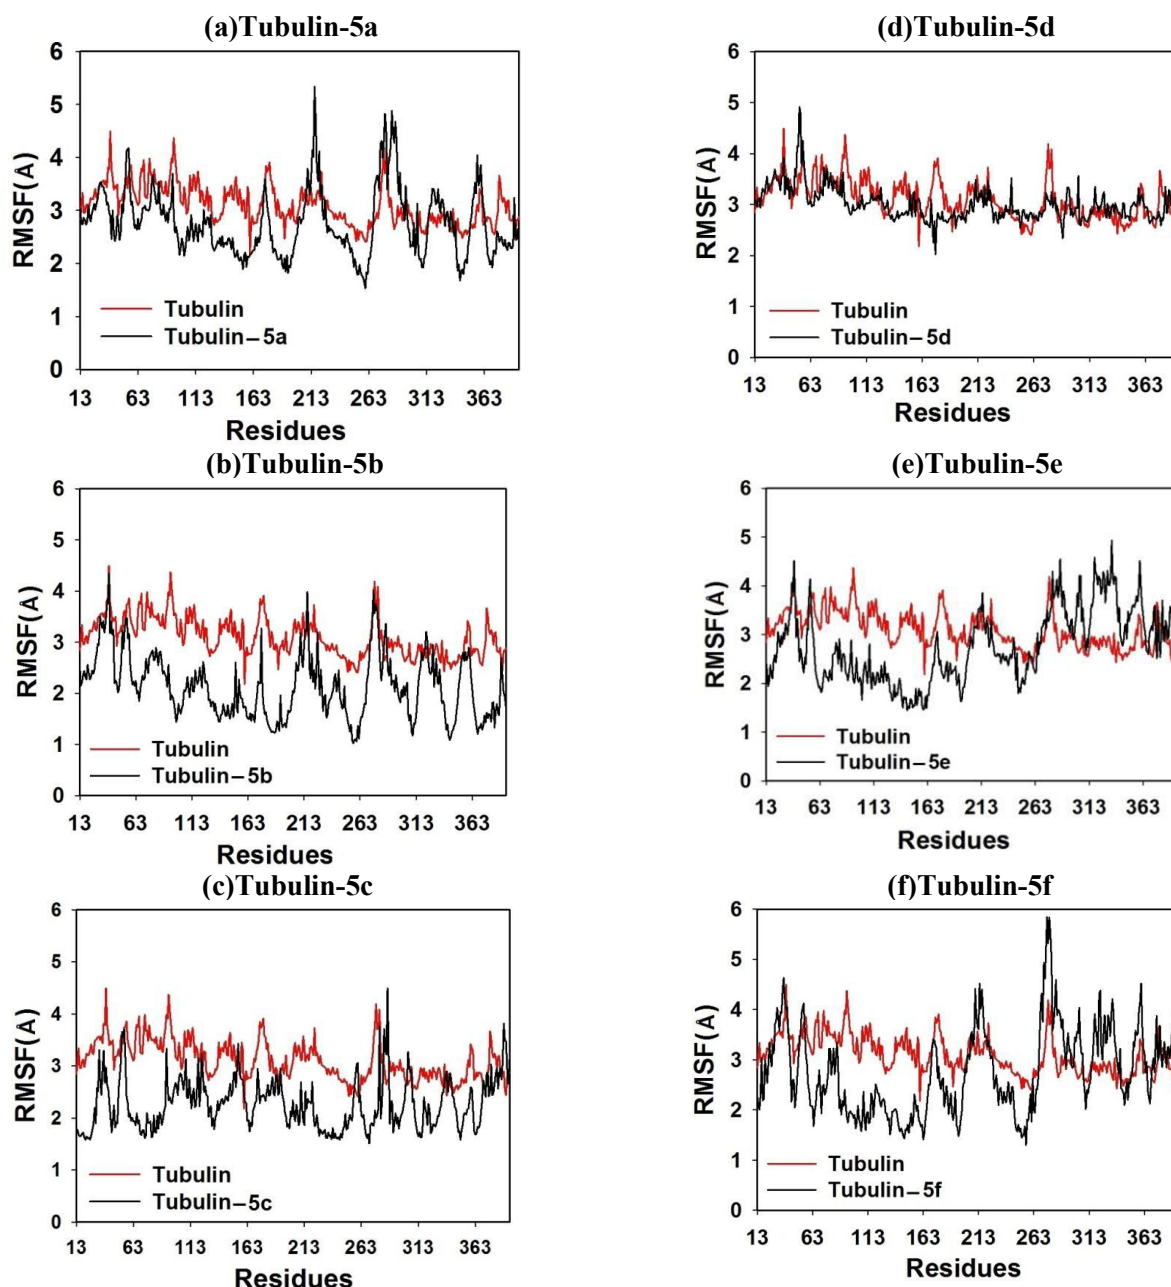 (a)Tubulin-5a
6
5
4
3
2
1
0
RMSF(Å)
Tubulin
Tubulin–5a
13 63 113 163 213 263 313 363
Residues
(b)Tubulin-5b
6
5
4
3
2
1
0
RMSF(Å)
Tubulin
Tubulin–5b
13 63 113 163 213 263 313 363
Residues
(c)Tubulin-5c
6
5
4
3
2
1
0
RMSF(Å)
Tubulin
Tubulin–5c
13 63 113 163 213 263 313 363
Residues
(d)Tubulin-5d
6
5
4
3
2
1
0
RMSF(Å)
Tubulin
Tubulin–5d
13 63 113 163 213 263 313 363
Residues
(e)Tubulin-5e
6
5
4
3
2
1
0
RMSF(Å)
Tubulin
Tubulin–5e
13 63 113 163 213 263 313 363
Residues
(f)Tubulin-5f
6
5
4
3
2
1
0
RMSF(Å)
Tubulin
Tubulin–5f
13 63 113 163 213 263 313 363
Residues